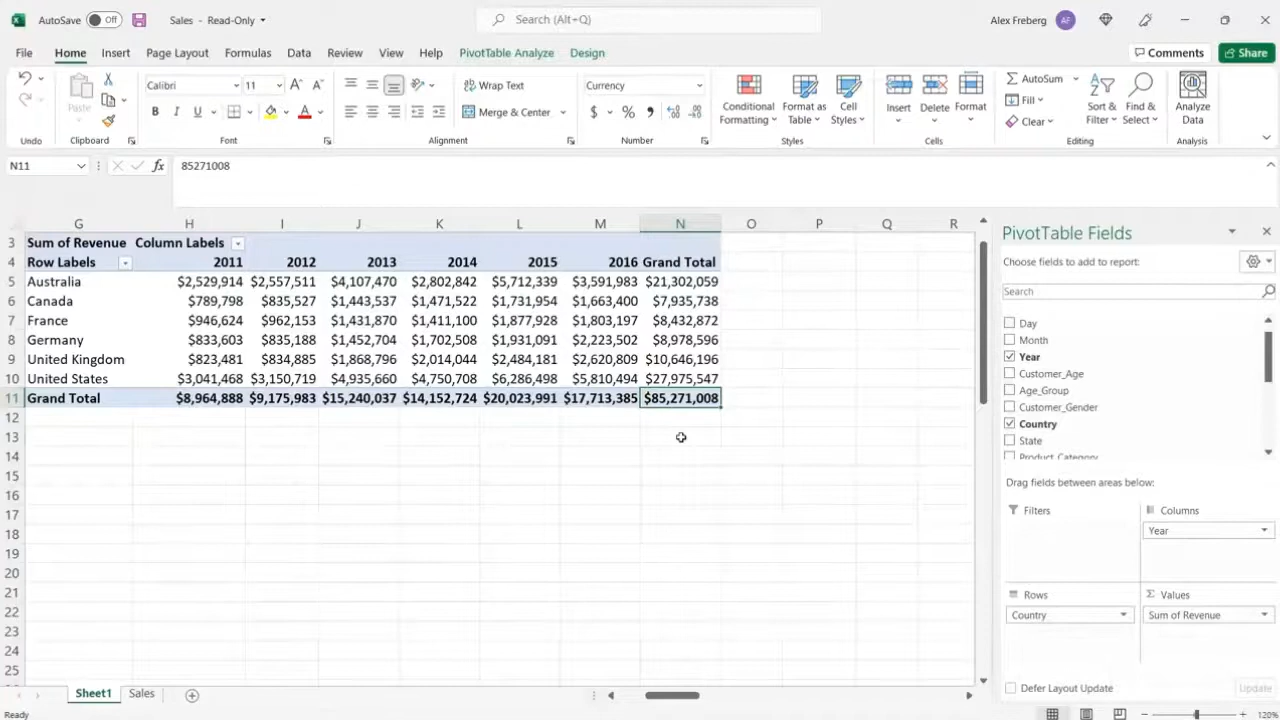 AutoSave Off Sales - Read-Only Search (Alt+Q) Alex Freberg AF
File Home Insert Page Layout Formulas Data Review View Help PivotTable Analyze Design Comments Share
Calibri 11 Wrap Text Currency AutoSum
Paste B I U A Merge & Center $ % Conditional Formatting Format as Table Cell Styles Insert Delete Format Fill Clear Sort & Filter Find & Select Analyze Data
Undo Clipboard Font Alignment Number Styles Cells Editing Analysis
N11 fx 85271008
G H I J K L M N O P Q R
3 Sum of Revenue Column Labels
4 Row Labels 2011 2012 2013 2014 2015 2016 Grand Total
5 Australia $2,529,914 $2,557,511 $4,107,470 $2,802,842 $5,712,339 $3,591,983 $21,302,059
6 Canada $789,798 $835,527 $1,443,537 $1,471,522 $1,731,954 $1,663,400 $7,935,738
7 France $946,624 $962,153 $1,431,870 $1,411,100 $1,877,928 $1,803,197 $8,432,872
8 Germany $833,603 $835,188 $1,452,704 $1,702,508 $1,931,091 $2,223,502 $8,978,596
9 United Kingdom $823,481 $834,885 $1,868,796 $2,014,044 $2,484,181 $2,620,809 $10,646,196
10 United States $3,041,468 $3,150,719 $4,935,660 $4,750,708 $6,286,498 $5,810,494 $27,975,547
11 Grand Total $8,964,888 $9,175,983 $15,240,037 $14,152,724 $20,023,991 $17,713,385 $85,271,008
12
13
14
15
16
17
18
19
20
21
22
23
24
25
PivotTable Fields
Choose fields to add to report:
Search
Day
Month
Year
Customer_Age
Age_Group
Customer_Gender
Country
State
Product_Category
Drag fields between areas below:
Filters Columns
Year
Rows Σ Values
Country Sum of Revenue
Defer Layout Update Update
Sheet1 Sales
Ready 120%